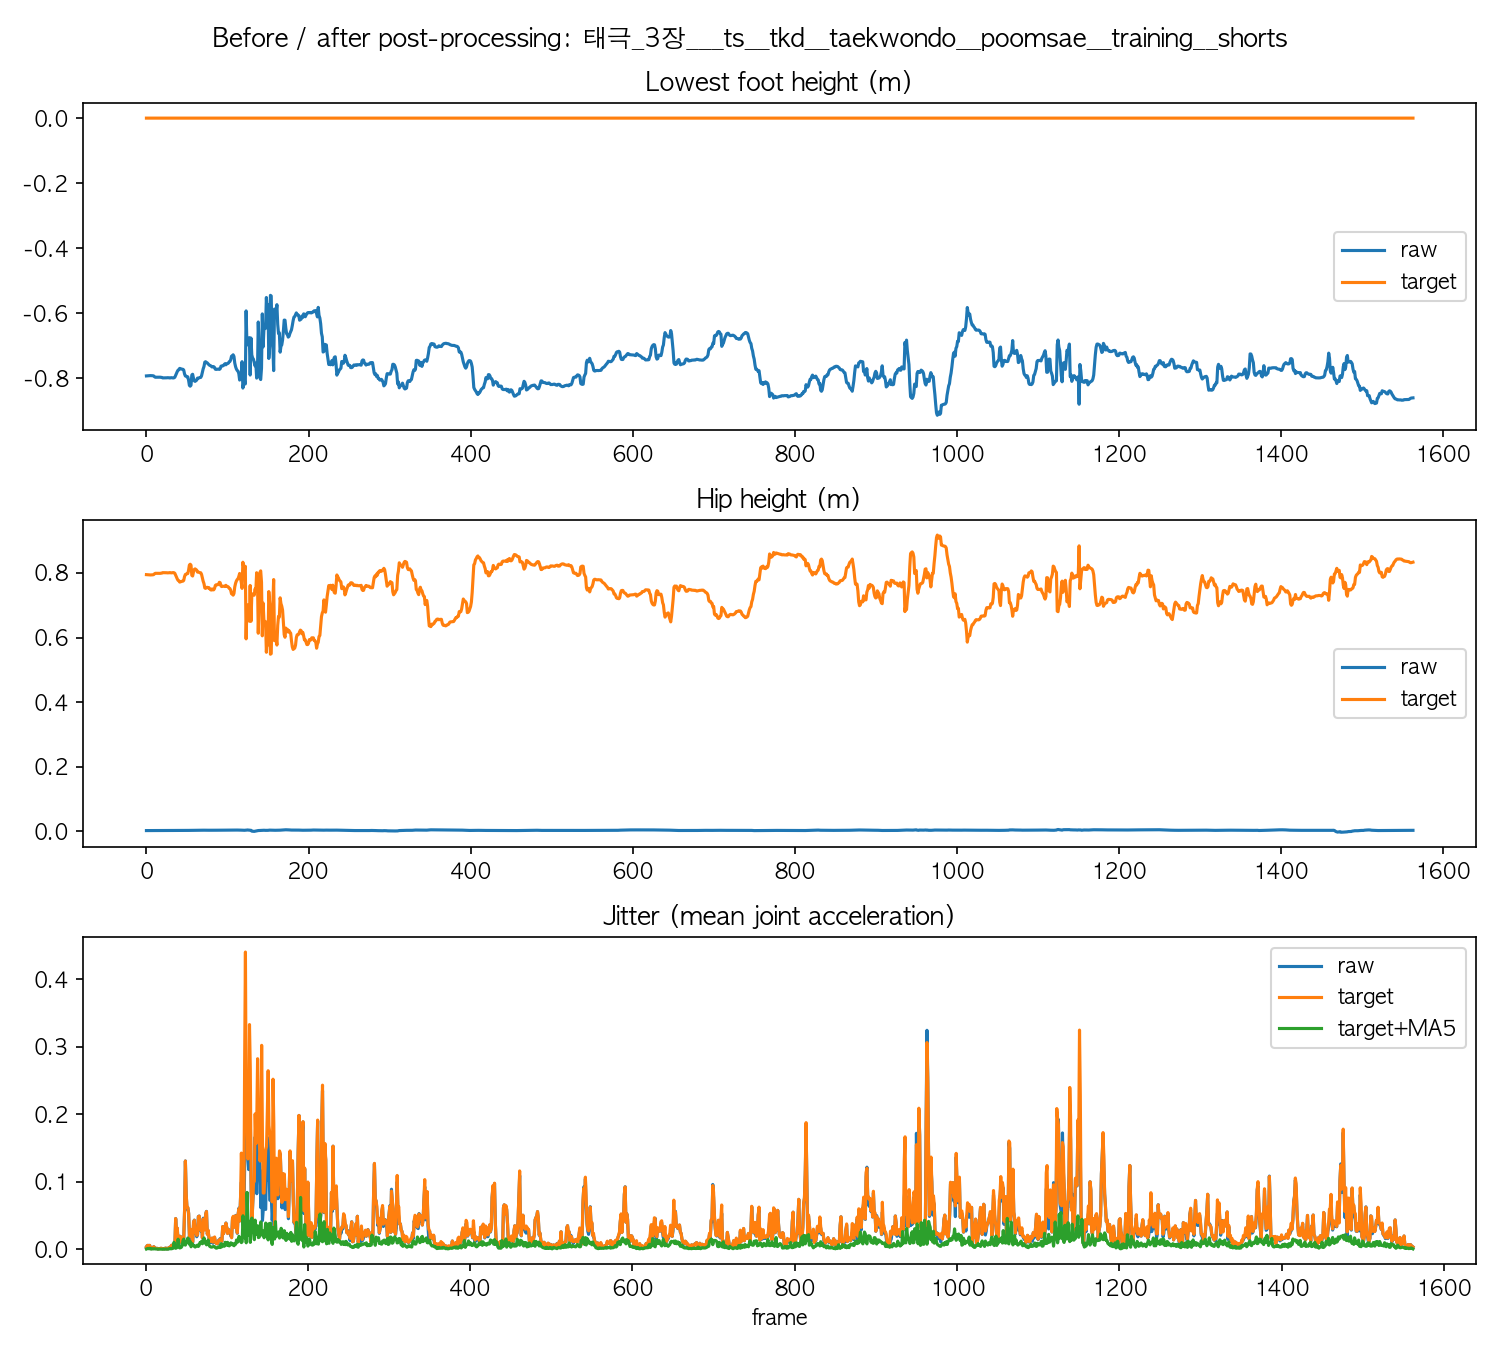 Before / after post-processing: 태극_3장___ts__tkd__taekwondo__poomsae__training__shorts
Lowest foot height (m)
0.0
-0.2
-0.4
-0.6
-0.8
raw
target
0 200 400 600 800 1000 1200 1400 1600
Hip height (m)
0.8
0.6
0.4
0.2
0.0
raw
target
0 200 400 600 800 1000 1200 1400 1600
Jitter (mean joint acceleration)
0.4
0.3
0.2
0.1
0.0
raw
target
target+MA5
0 200 400 600 800 1000 1200 1400 1600
frame